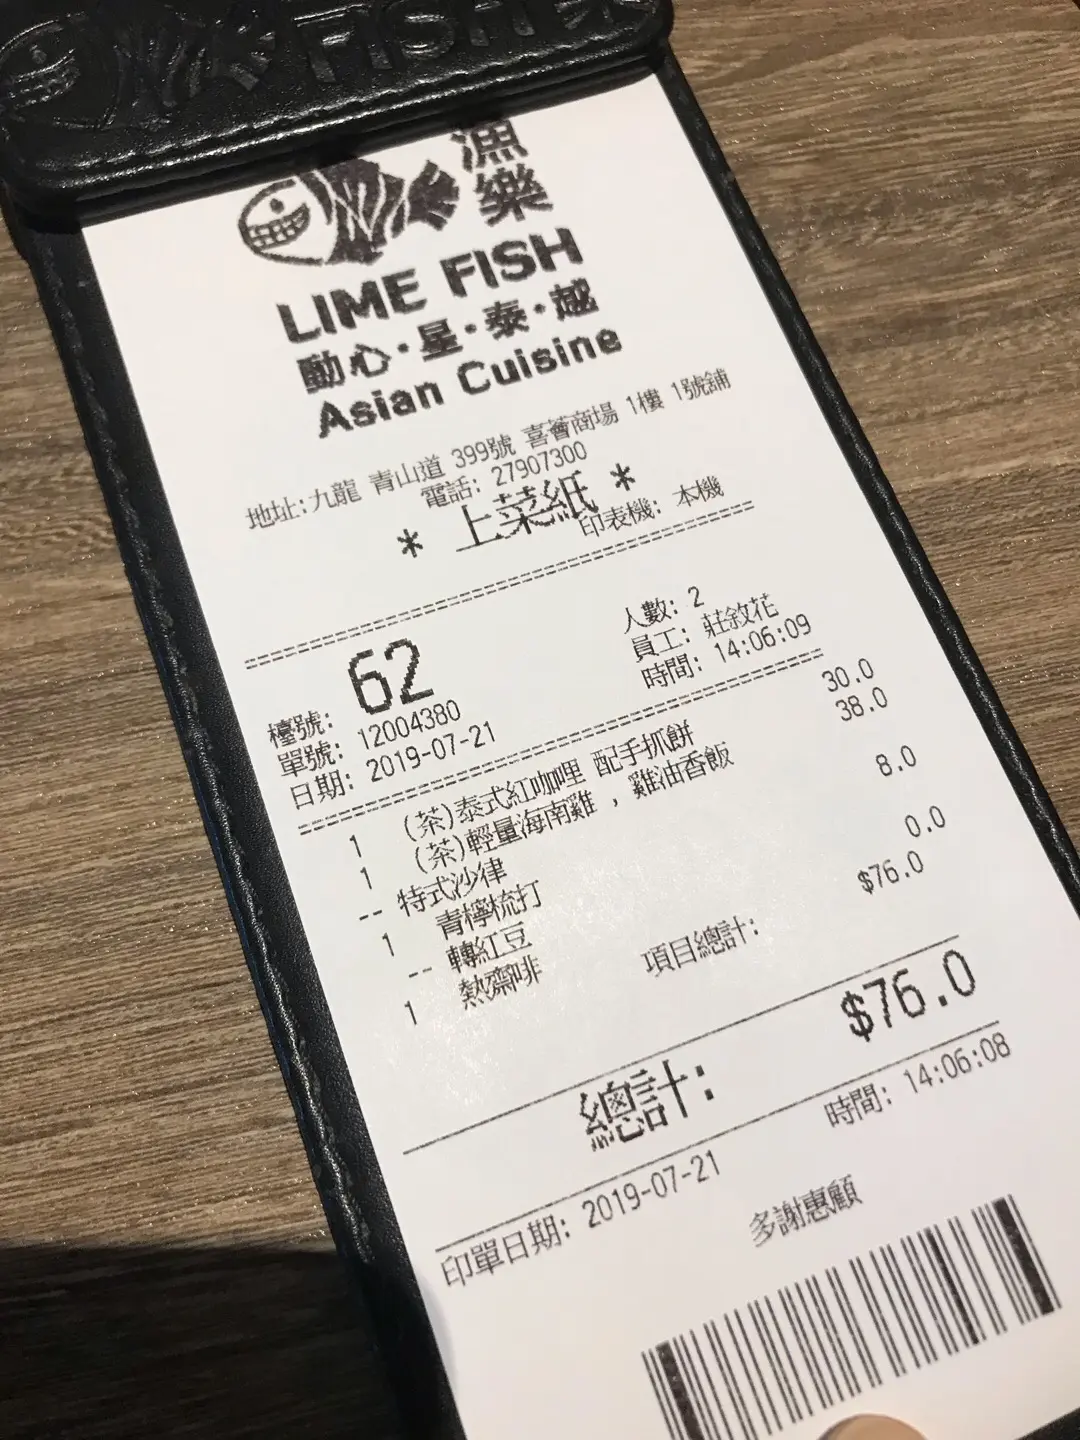 FISH
漁樂
LIME FISH
動心·星·泰·越
Asian Cuisine
地址:九龍 青山道 399號 喜薈商場 1樓 1號舖
電話: 27907300
* 上菜紙 *
印表機: 本機
檯號: 62
人數: 2
單號: 12004380
員工: 莊敘花
日期: 2019-07-21
時間: 14:06:09
1 (茶)泰式紅咖哩 配手抓餅 30.0
1 (茶)輕量海南雞 , 雞油香飯 38.0
-- 特式沙律
1 青檸梳打 8.0
-- 轉紅豆
1 熱齋啡 0.0
項目總計: $76.0
總計: $76.0
印單日期: 2019-07-21 時間: 14:06:08
多謝惠顧